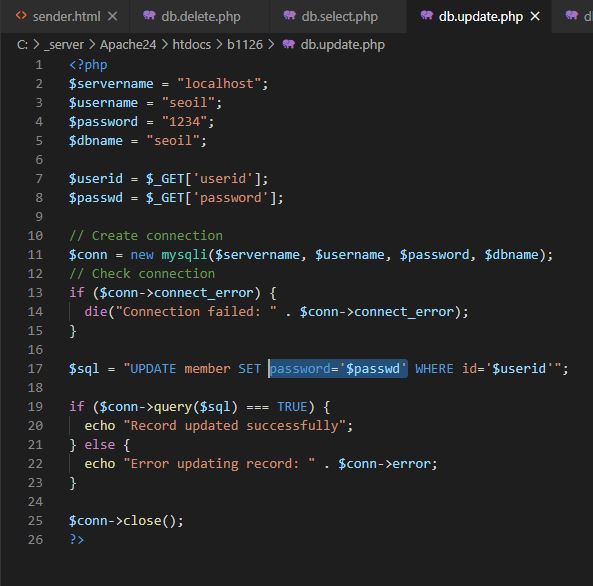 sender.html db.delete.php db.select.php db.update.php d
C: > _server > Apache24 > htdocs > b1126 > db.update.php
1 <?php
2 $servername = "localhost";
3 $username = "seoil";
4 $password = "1234";
5 $dbname = "seoil";
6
7 $userid = $_GET['userid'];
8 $passwd = $_GET['password'];
9
10 // Create connection
11 $conn = new mysqli($servername, $username, $password, $dbname);
12 // Check connection
13 if ($conn->connect_error) {
14   die("Connection failed: " . $conn->connect_error);
15 }
16
17 $sql = "UPDATE member SET password='$passwd' WHERE id='$userid'";
18
19 if ($conn->query($sql) === TRUE) {
20   echo "Record updated successfully";
21 } else {
22   echo "Error updating record: " . $conn->error;
23 }
24
25 $conn->close();
26 ?>